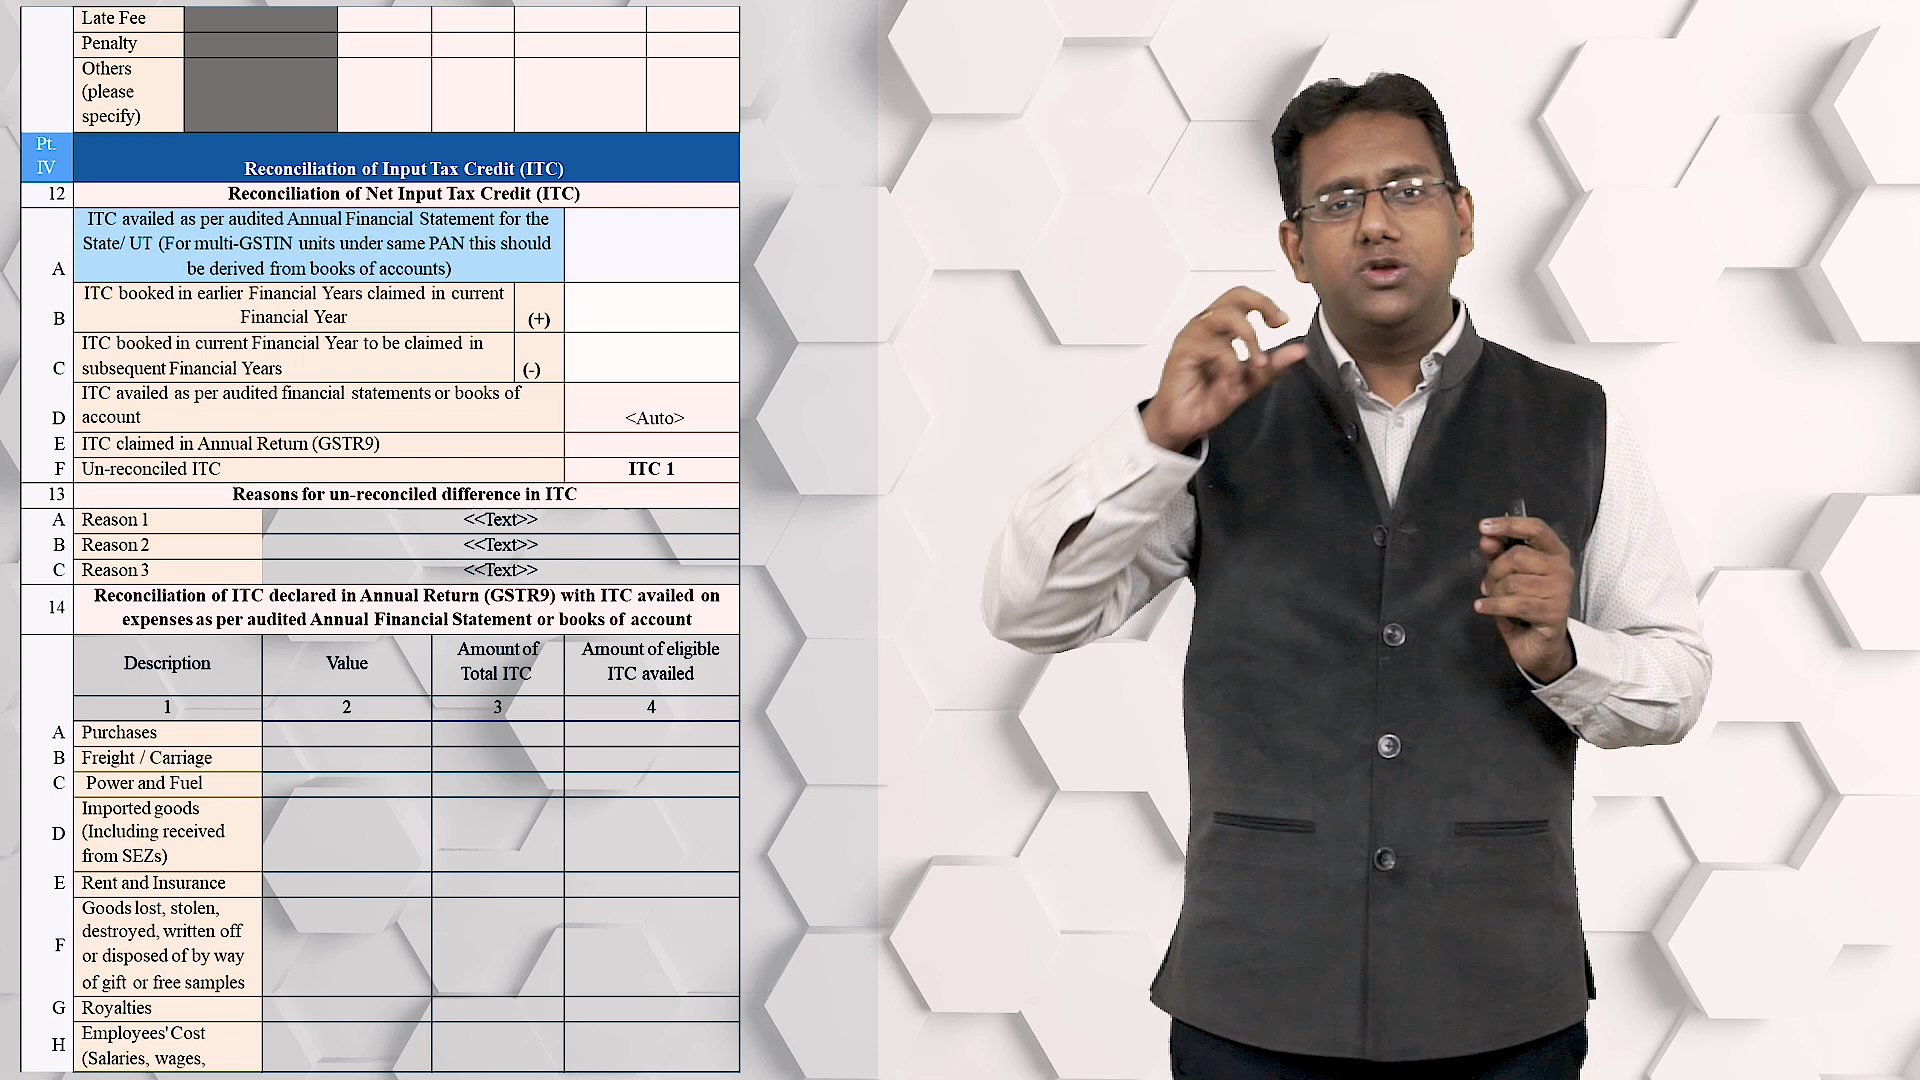 Late Fee
Penalty
Others
(please
specify)
Pt.
IV
Reconciliation of Input Tax Credit (ITC)
12
Reconciliation of Net Input Tax Credit (ITC)
A
ITC availed as per audited Annual Financial Statement for the
State/ UT (For multi-GSTIN units under same PAN this should
be derived from books of accounts)
B
ITC booked in earlier Financial Years claimed in current
Financial Year
(+)
C
ITC booked in current Financial Year to be claimed in
subsequent Financial Years
(-)
D
ITC availed as per audited financial statements or books of
account
<Auto>
E
ITC claimed in Annual Return (GSTR9)
F
Un-reconciled ITC
ITC 1
13
Reasons for un-reconciled difference in ITC
A
Reason 1
<<Text>>
B
Reason 2
<<Text>>
C
Reason 3
<<Text>>
14
Reconciliation of ITC declared in Annual Return (GSTR9) with ITC availed on
expenses as per audited Annual Financial Statement or books of account
Description
Value
Amount of
Total ITC
Amount of eligible
ITC availed
1
2
3
4
A
Purchases
B
Freight / Carriage
C
Power and Fuel
D
Imported goods
(Including received
from SEZs)
E
Rent and Insurance
F
Goods lost, stolen,
destroyed, written off
or disposed of by way
of gift or free samples
G
Royalties
H
Employees' Cost
(Salaries, wages,